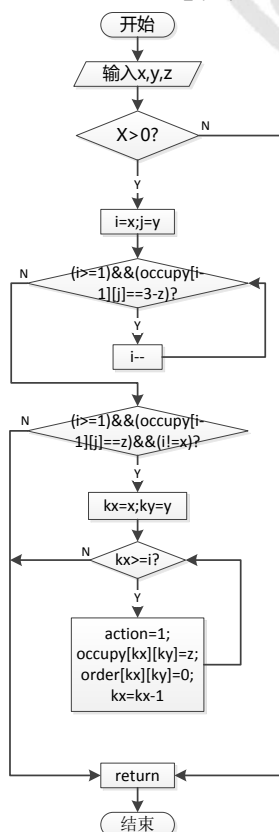 开始
输入x,y,z
X>0?
N
Y
i=x;j=y
(i>=1)&&(occupy[i-
1][j]==3-z)?
N
Y
i--
(i>=1)&&(occupy[i-
1][j]==z)&&(i!=x)?
N
Y
kx=x;ky=y
kx>=i?
N
Y
action=1;
occupy[kx][ky]=z;
order[kx][ky]=0;
kx=kx-1
return
结束